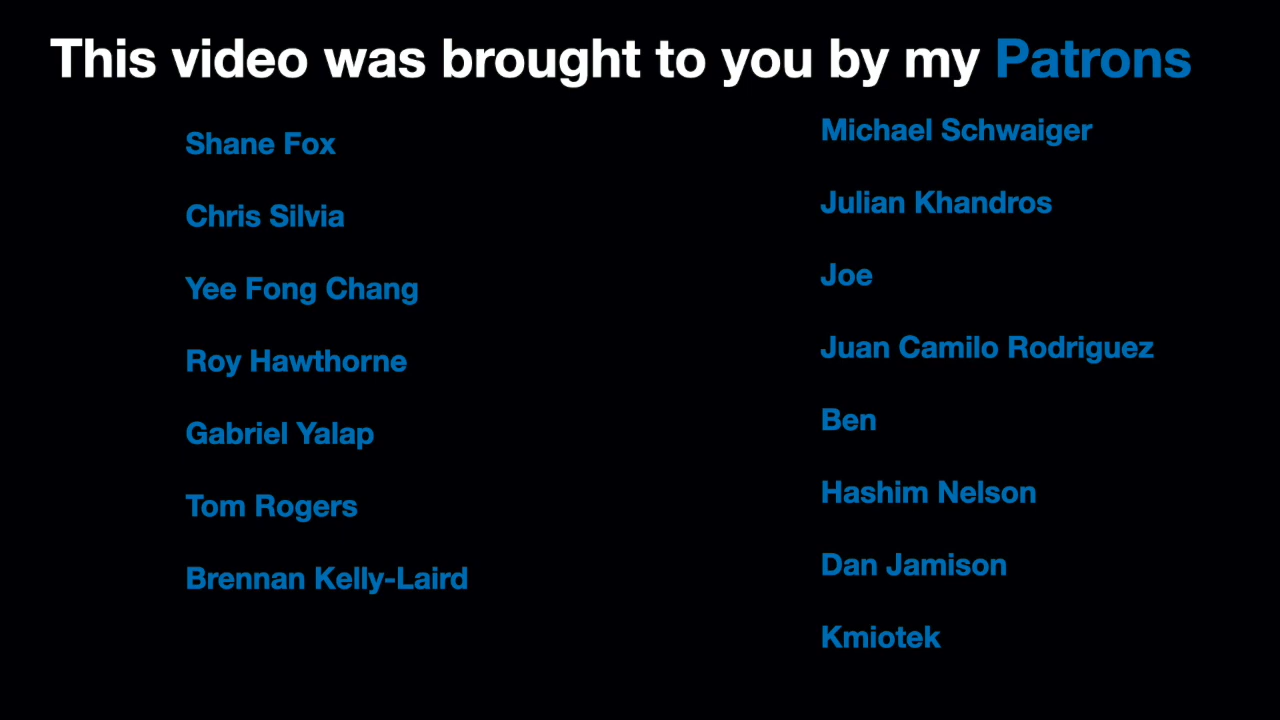 This video was brought to you by my Patrons
Shane Fox
Chris Silvia
Yee Fong Chang
Roy Hawthorne
Gabriel Yalap
Tom Rogers
Brennan Kelly-Laird
Michael Schwaiger
Julian Khandros
Joe
Juan Camilo Rodriguez
Ben
Hashim Nelson
Dan Jamison
Kmiotek